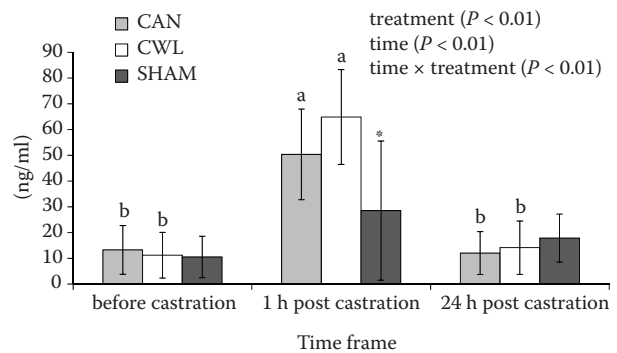 CAN
CWL
SHAM
treatment (P < 0.01)
time (P < 0.01)
time × treatment (P < 0.01)
(ng/ml)
90
80
70
60
50
40
30
20
10
0
b
b
a
a
*
b
b
before castration
1 h post castration
24 h post castration
Time frame